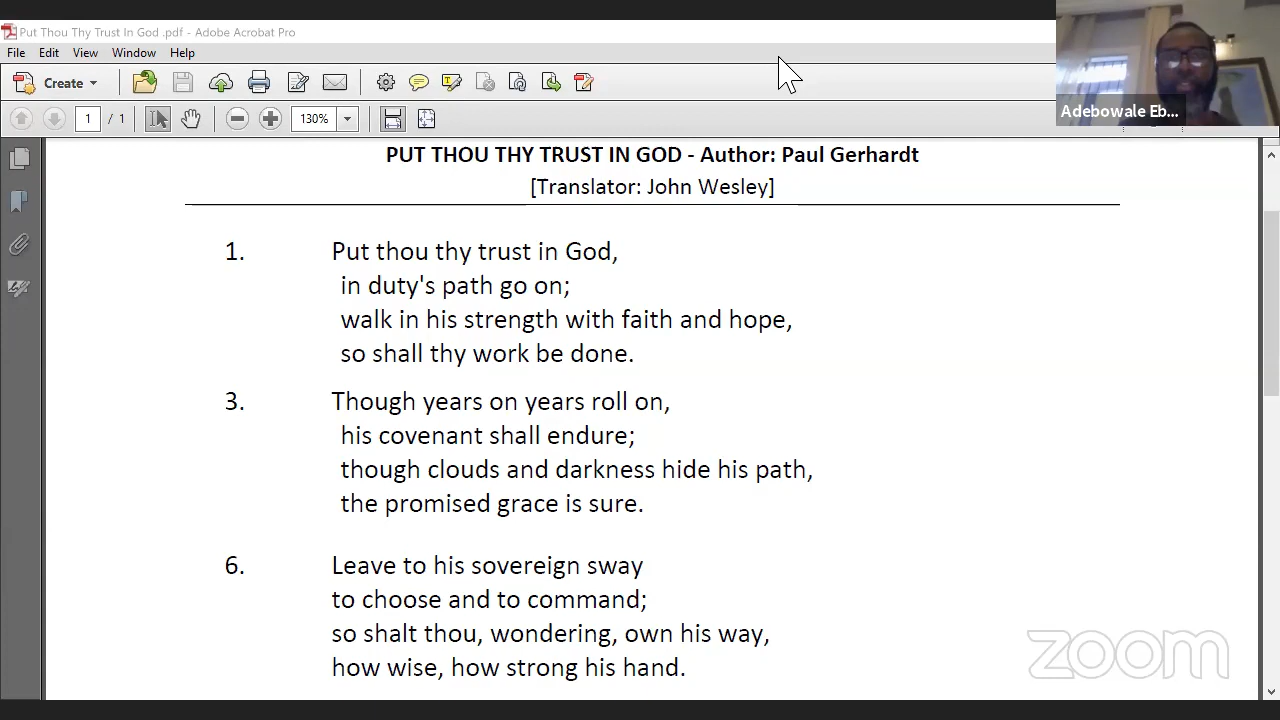 Put Thou Thy Trust In God .pdf - Adobe Acrobat Pro
File Edit View Window Help
Create
1 / 1 130%
Adebowale Eb...
PUT THOU THY TRUST IN GOD - Author: Paul Gerhardt
[Translator: John Wesley]
1. Put thou thy trust in God,
in duty's path go on;
walk in his strength with faith and hope,
so shall thy work be done.
3. Though years on years roll on,
his covenant shall endure;
though clouds and darkness hide his path,
the promised grace is sure.
6. Leave to his sovereign sway
to choose and to command;
so shalt thou, wondering, own his way,
how wise, how strong his hand.
zoom